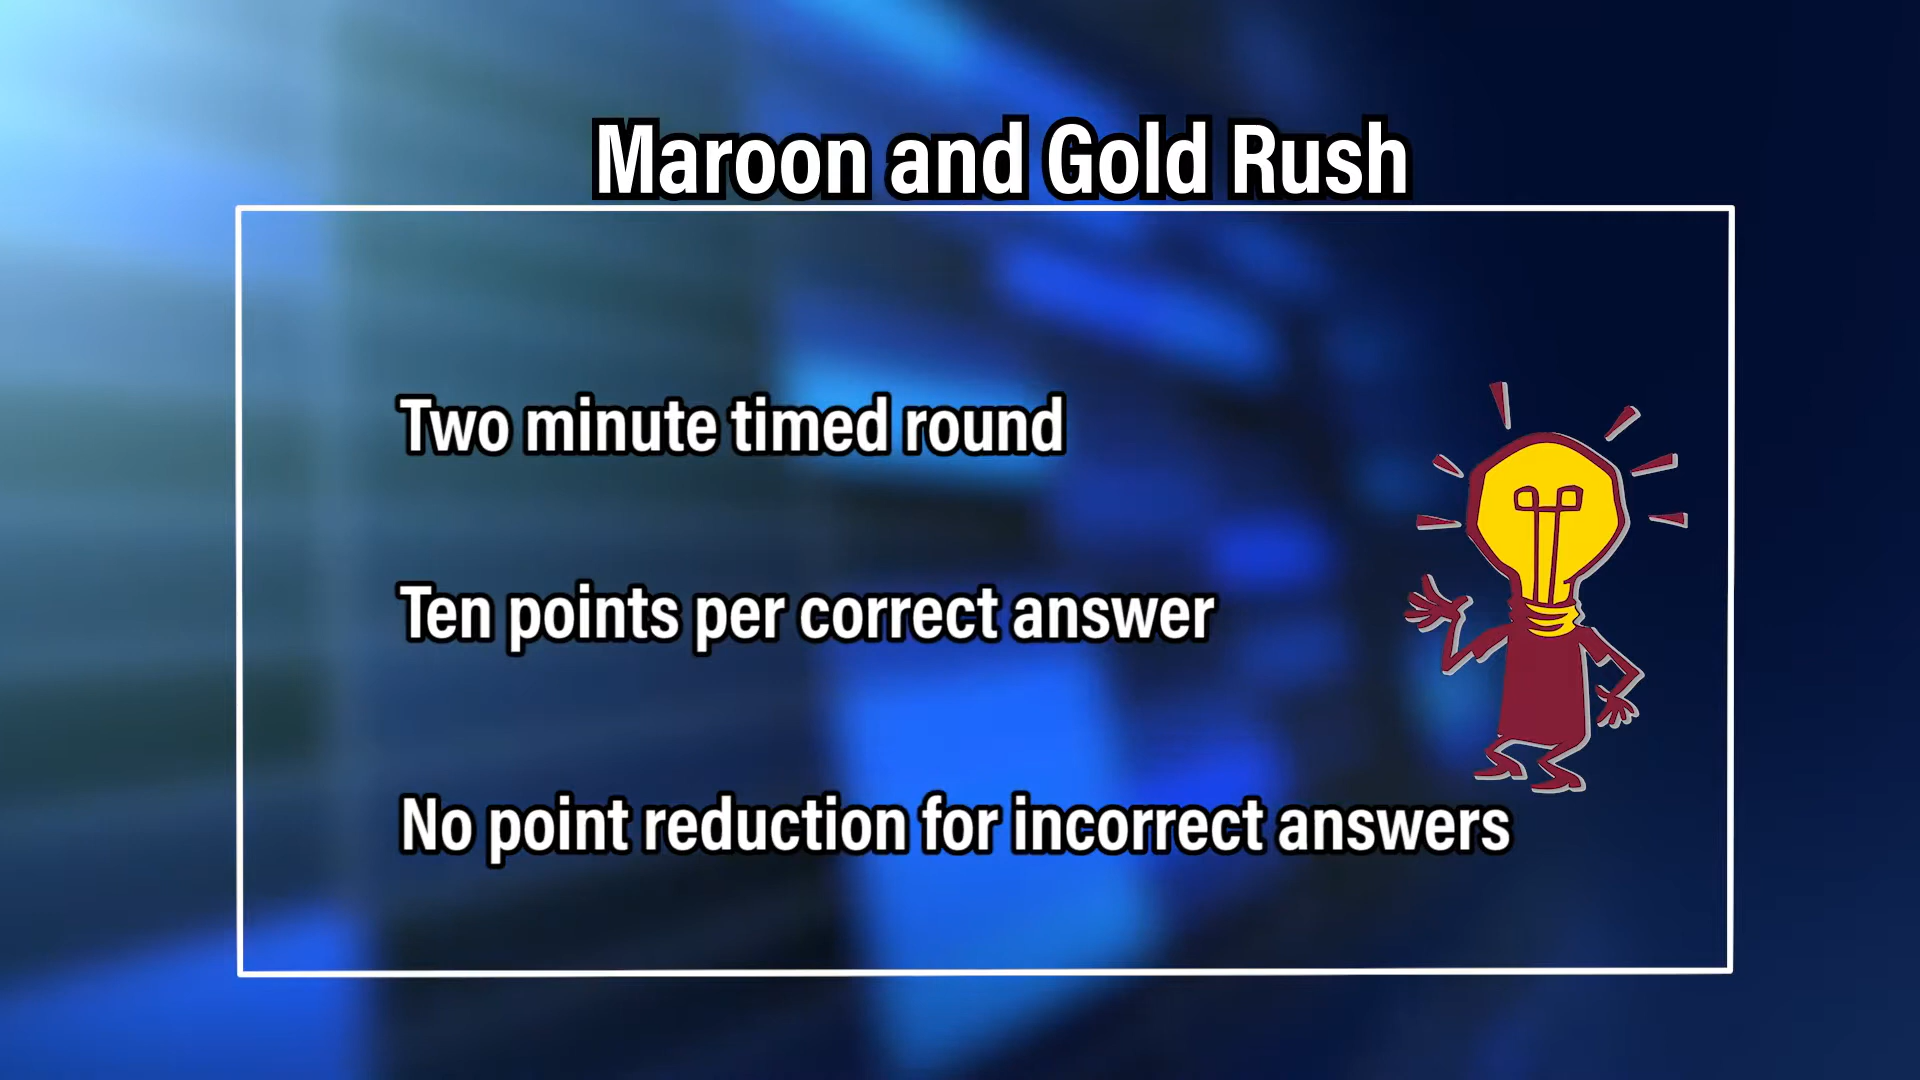 Maroon and Gold Rush
Two minute timed round
Ten points per correct answer
No point reduction for incorrect answers